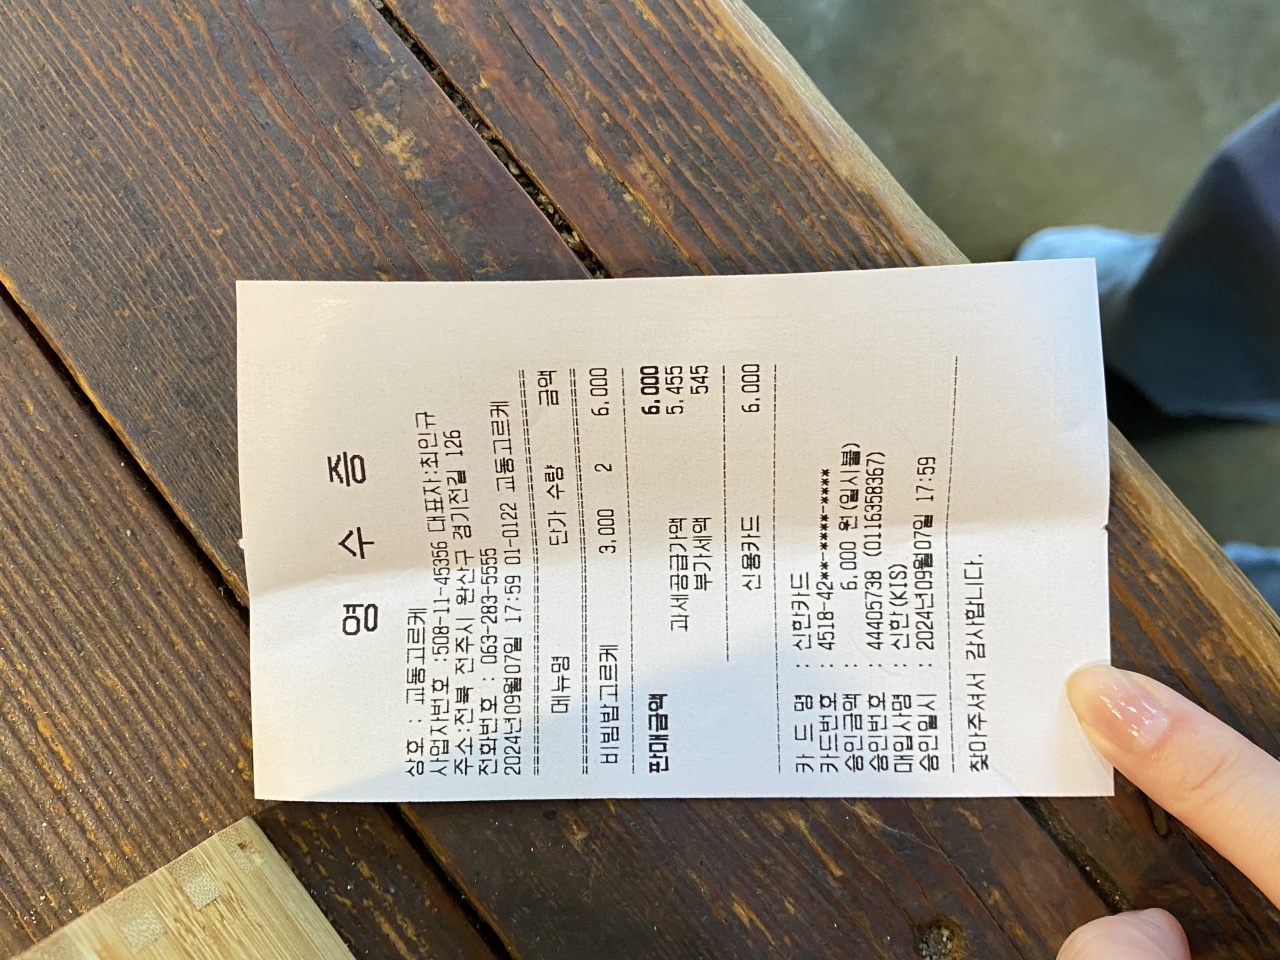 영 수 증
상호 : 교동고르케
사업자번호 :508-11-45356 대표자:최인규
주소:전북 전주시 완산구 경기전길 126
전화번호 : 063-283-5555
2024년09월07일 17:59 01-0122 교동고르케
메뉴명 단가 수량 금액
비빔밥고르케 3,000 2 6,000
판매금액 6,000
과세공급가액 5,455
부가세액 545
신용카드 6,000
카 드 명 : 신한카드
카드번호 : 4518-42**-****-****
승인금액 : 6,000 원(일시불)
승인번호 : 44405738 (0116358367)
매입사명 : 신한(KIS)
승인일시 : 2024년09월07일 17:59
찾아주셔서 감사합니다.